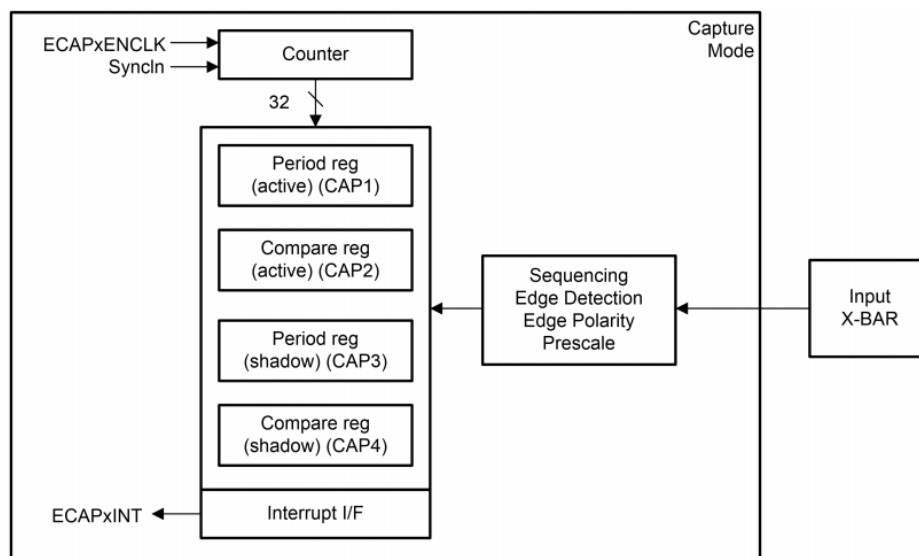 Capture
Mode
ECAPxENCLK
SyncIn
Counter
32
Period reg
(active) (CAP1)
Compare reg
(active) (CAP2)
Period reg
(shadow) (CAP3)
Compare reg
(shadow) (CAP4)
Sequencing
Edge Detection
Edge Polarity
Prescale
Input
X-BAR
ECAPxINT
Interrupt I/F